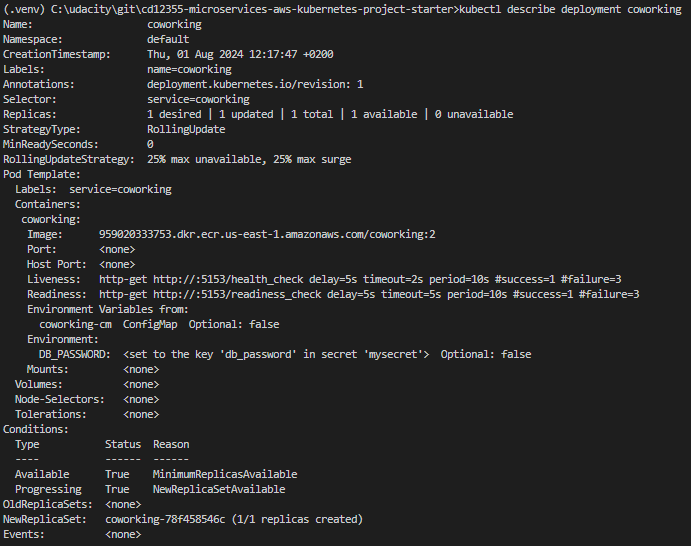 (.venv) C:\udacity\git\cd12355-microservices-aws-kubernetes-project-starter>kubectl describe deployment coworking
Name:                   coworking
Namespace:              default
CreationTimestamp:      Thu, 01 Aug 2024 12:17:47 +0200
Labels:                 name=coworking
Annotations:            deployment.kubernetes.io/revision: 1
Selector:               service=coworking
Replicas:               1 desired | 1 updated | 1 total | 1 available | 0 unavailable
StrategyType:           RollingUpdate
MinReadySeconds:        0
RollingUpdateStrategy:  25% max unavailable, 25% max surge
Pod Template:
  Labels:  service=coworking
  Containers:
   coworking:
    Image:      959020333753.dkr.ecr.us-east-1.amazonaws.com/coworking:2
    Port:       <none>
    Host Port:  <none>
    Liveness:   http-get http://:5153/health_check delay=5s timeout=2s period=10s #success=1 #failure=3
    Readiness:  http-get http://:5153/readiness_check delay=5s timeout=5s period=10s #success=1 #failure=3
    Environment Variables from:
      coworking-cm  ConfigMap  Optional: false
    Environment:
      DB_PASSWORD:  <set to the key 'db_password' in secret 'mysecret'>  Optional: false
    Mounts:         <none>
  Volumes:          <none>
  Node-Selectors:   <none>
  Tolerations:      <none>
Conditions:
  Type           Status  Reason
  ----           ------  ------
  Available      True    MinimumReplicasAvailable
  Progressing    True    NewReplicaSetAvailable
OldReplicaSets:  <none>
NewReplicaSet:   coworking-78f458546c (1/1 replicas created)
Events:          <none>